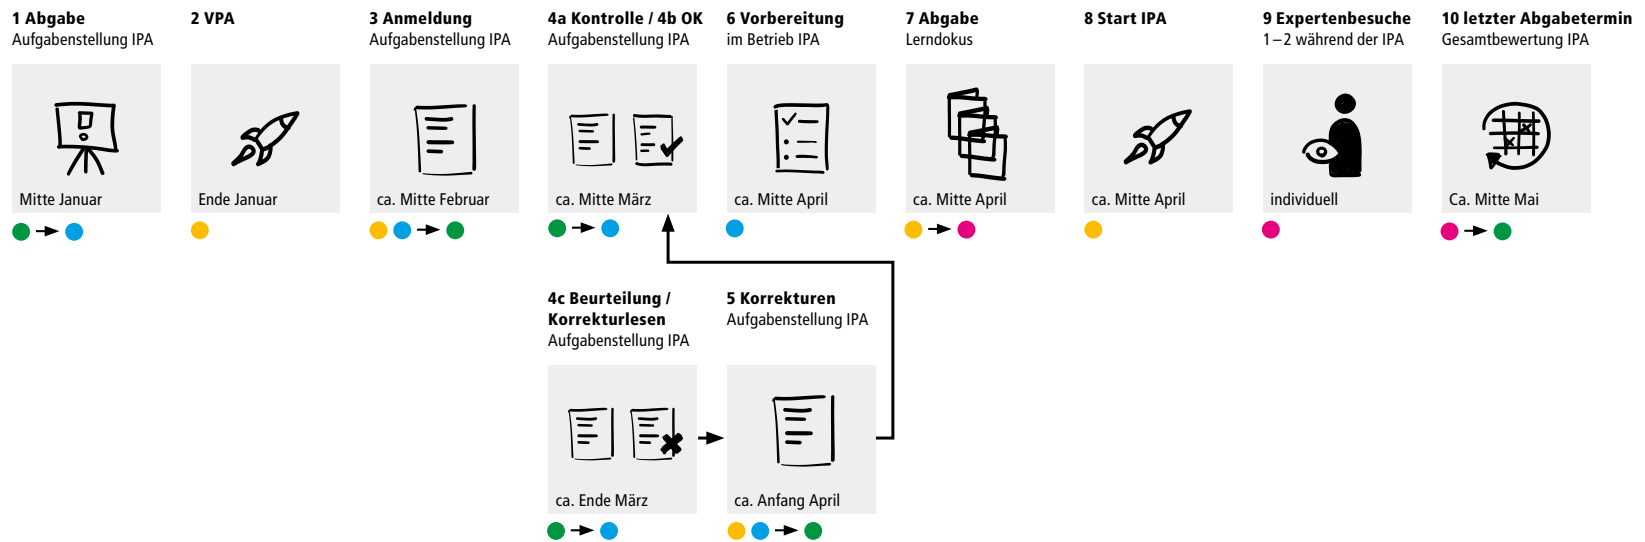 1 Abgabe
Aufgabenstellung IPA
Mitte Januar
2 VPA
Ende Januar
3 Anmeldung
Aufgabenstellung IPA
ca. Mitte Februar
4a Kontrolle / 4b OK
Aufgabenstellung IPA
ca. Mitte März
6 Vorbereitung
im Betrieb IPA
ca. Mitte April
7 Abgabe
Lerndokus
ca. Mitte April
8 Start IPA
ca. Mitte April
9 Expertenbesuche
1–2 während der IPA
individuell
10 letzter Abgabetermin
Gesamtbewertung IPA
Ca. Mitte Mai
4c Beurteilung /
Korrekturlesen
Aufgabenstellung IPA
ca. Ende März
5 Korrekturen
Aufgabenstellung IPA
ca. Anfang April